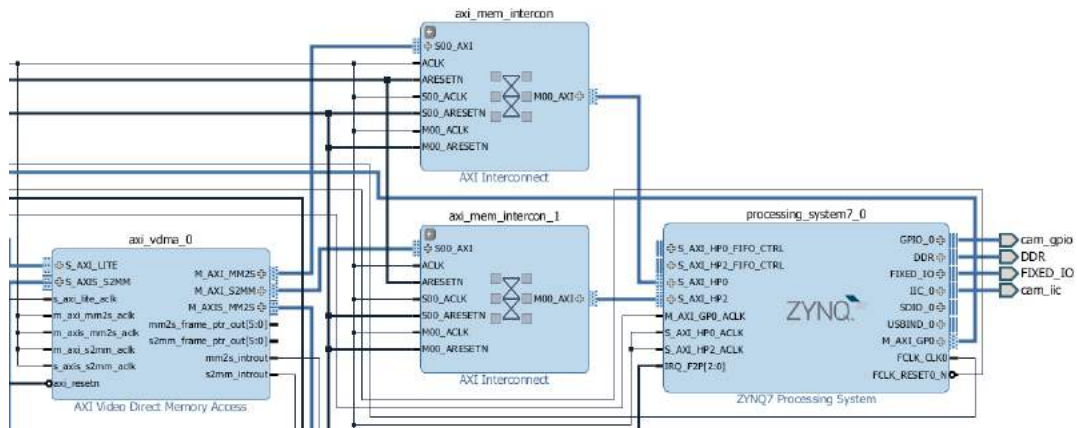 axi_mem_intercon
S00_AXI
ACLK
ARESETN
S00_ACLK
S00_ARESETN
M00_ACLK
M00_ARESETN
M00_AXI
AXI Interconnect
axi_mem_intercon_1
S00_AXI
ACLK
ARESETN
S00_ACLK
S00_ARESETN
M00_ACLK
M00_ARESETN
M00_AXI
AXI Interconnect
axi_vdma_0
S_AXI_LITE
S_AXIS_S2MM
s_axi_lite_aclk
m_axi_mm2s_aclk
m_axis_mm2s_aclk
m_axi_s2mm_aclk
s_axis_s2mm_aclk
axi_resetn
M_AXI_MM2S
M_AXI_S2MM
M_AXIS_MM2S
mm2s_frame_ptr_out[5:0]
s2mm_frame_ptr_out[5:0]
mm2s_introut
s2mm_introut
AXI Video Direct Memory Access
processing_system7_0
S_AXI_HP0_FIFO_CTRL
S_AXI_HP2_FIFO_CTRL
S_AXI_HP0
S_AXI_HP2
M_AXI_GP0_ACLK
S_AXI_HP0_ACLK
S_AXI_HP2_ACLK
IRQ_F2P[2:0]
ZYNQ
GPIO_0
DDR
FIXED_IO
IIC_0
SDIO_0
USBIND_0
M_AXI_GP0
FCLK_CLK0
FCLK_RESET0_N
ZYNQ7 Processing System
cam_gpio
DDR
FIXED_IO
cam_iic